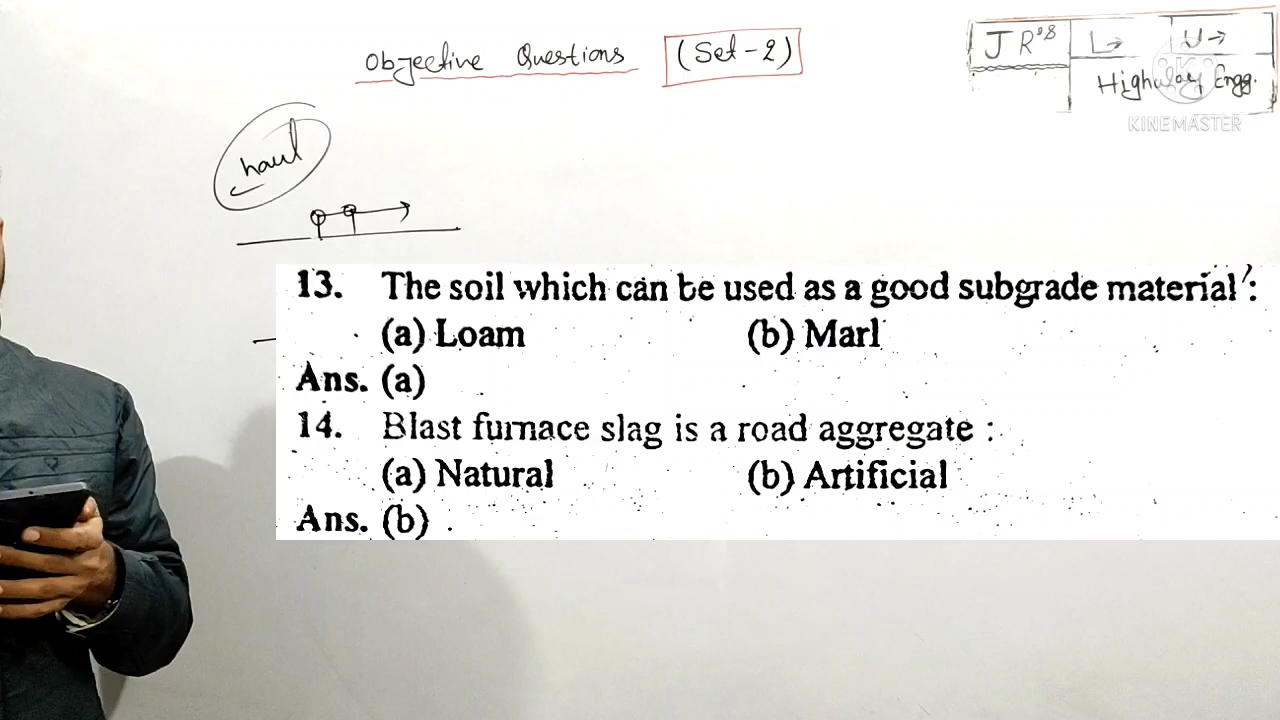 Objective Questions (Set-2)
JR's L→ U→
Highway Engg.
KINEMASTER
haul
13. The soil which can be used as a good subgrade material :
(a) Loam (b) Marl
Ans. (a)
14. Blast furnace slag is a road aggregate :
(a) Natural (b) Artificial
Ans. (b)